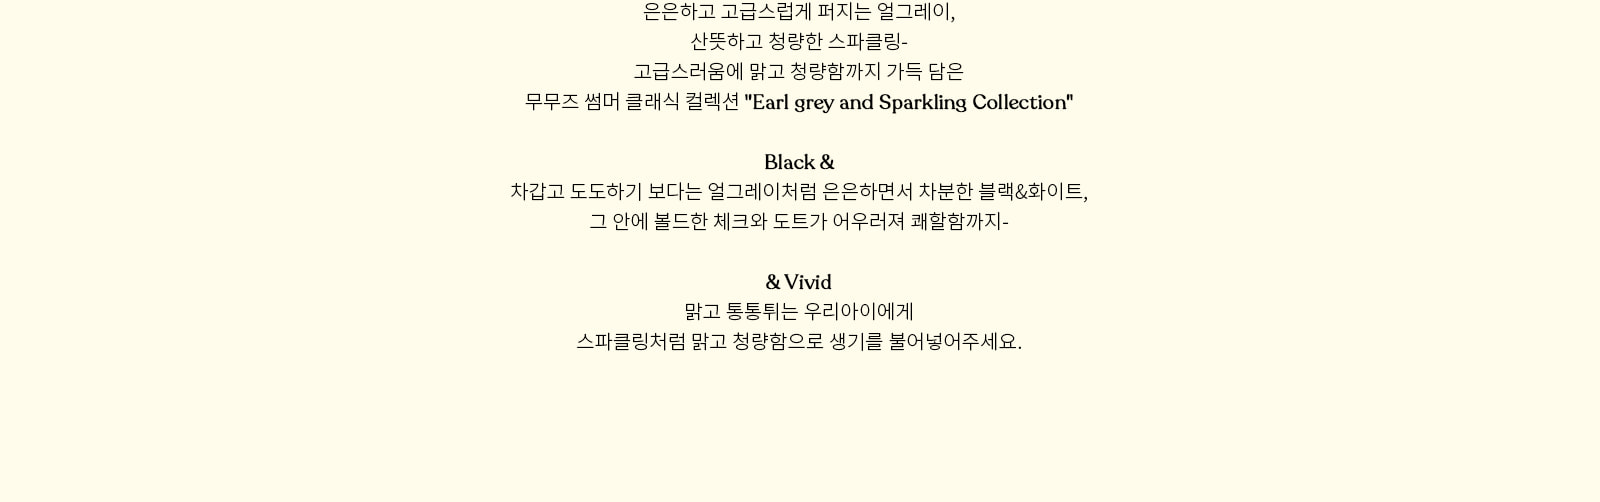 은은하고 고급스럽게 퍼지는 얼그레이,
산뜻하고 청량한 스파클링-
고급스러움에 맑고 청량함까지 가득 담은
무무즈 썸머 클래식 컬렉션 "Earl grey and Sparkling Collection"
Black &
차갑고 도도하기 보다는 얼그레이처럼 은은하면서 차분한 블랙&화이트,
그 안에 볼드한 체크와 도트가 어우러져 쾌할함까지-
& Vivid
맑고 통통튀는 우리아이에게
스파클링처럼 맑고 청량함으로 생기를 불어넣어주세요.